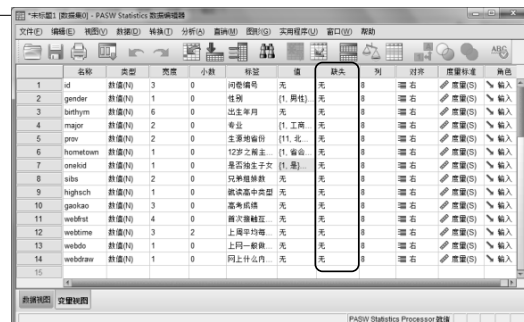 *未标题1 [数据集0] - PASW Statistics 数据编辑器
文件(F) 编辑(E) 视图(V) 数据(D) 转换(T) 分析(A) 直销(M) 图形(G) 实用程序(U) 窗口(W) 帮助
名称 类型 宽度 小数 标签 值 缺失 列 对齐 度量标准 角色
1 id 数值(N) 3 0 问卷编号 无 无 8 右 度量(S) 输入
2 gender 数值(N) 1 0 性别 {1, 男性}... 无 8 右 度量(S) 输入
3 birthym 数值(N) 6 0 出生年月 无 无 8 右 度量(S) 输入
4 major 数值(N) 2 0 专业 {1, 工商... 无 8 右 度量(S) 输入
5 prov 数值(N) 2 0 生源地省份 {11, 北... 无 8 右 度量(S) 输入
6 hometown 数值(N) 1 0 12岁之前主... {1, 省会... 无 8 右 度量(S) 输入
7 onekid 数值(N) 1 0 是否独生子女 {1, 是}... 无 8 右 度量(S) 输入
8 sibs 数值(N) 2 0 兄弟姐妹数 无 无 8 右 度量(S) 输入
9 highsch 数值(N) 1 0 就读高中类型 无 无 8 右 度量(S) 输入
10 gaokao 数值(N) 3 0 高考成绩 无 无 8 右 度量(S) 输入
11 webfrst 数值(N) 4 0 首次接触互... 无 无 8 右 度量(S) 输入
12 webtime 数值(N) 3 2 上周平均每... 无 无 8 右 度量(S) 输入
13 webdo 数值(N) 1 0 上网一般做... 无 无 8 右 度量(S) 输入
14 webdraw 数值(N) 1 0 网上什么内... 无 无 8 右 度量(S) 输入
15
数据视图 变量视图
PASW Statistics Processor 就绪